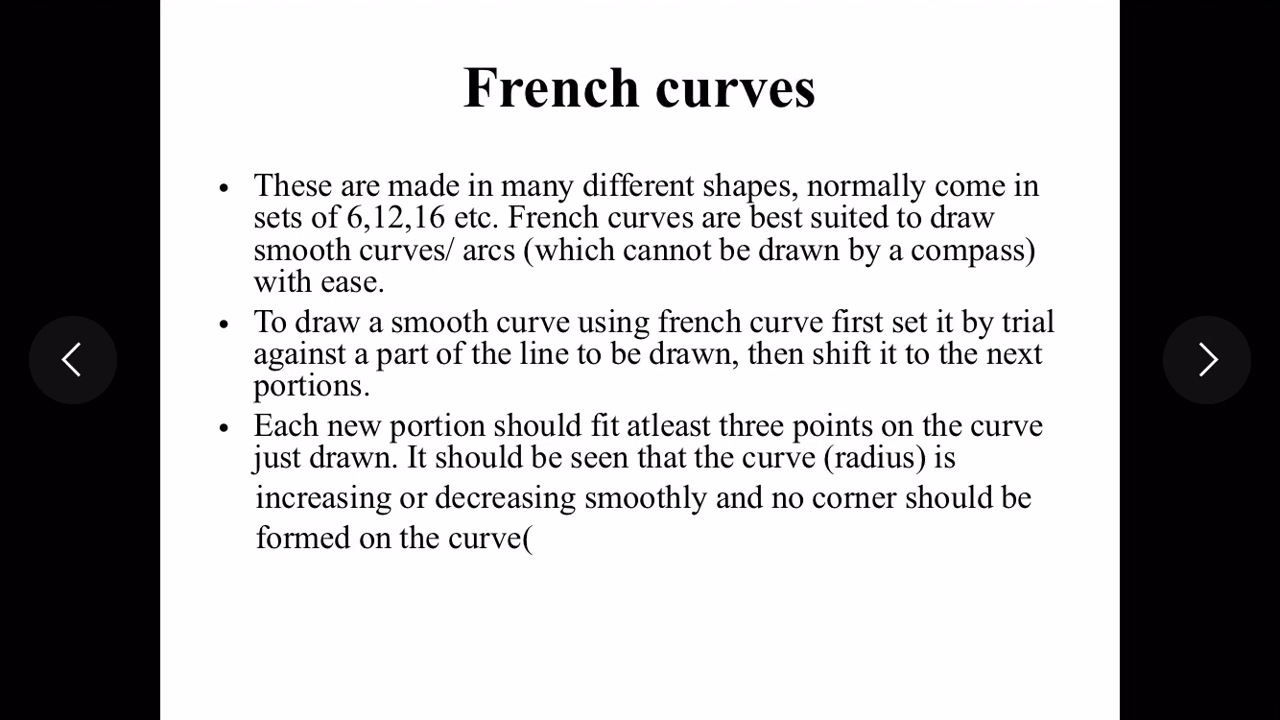 French curves
• These are made in many different shapes, normally come in
sets of 6,12,16 etc. French curves are best suited to draw
smooth curves/ arcs (which cannot be drawn by a compass)
with ease.
• To draw a smooth curve using french curve first set it by trial
against a part of the line to be drawn, then shift it to the next
portions.
• Each new portion should fit atleast three points on the curve
just drawn. It should be seen that the curve (radius) is
increasing or decreasing smoothly and no corner should be
formed on the curve(